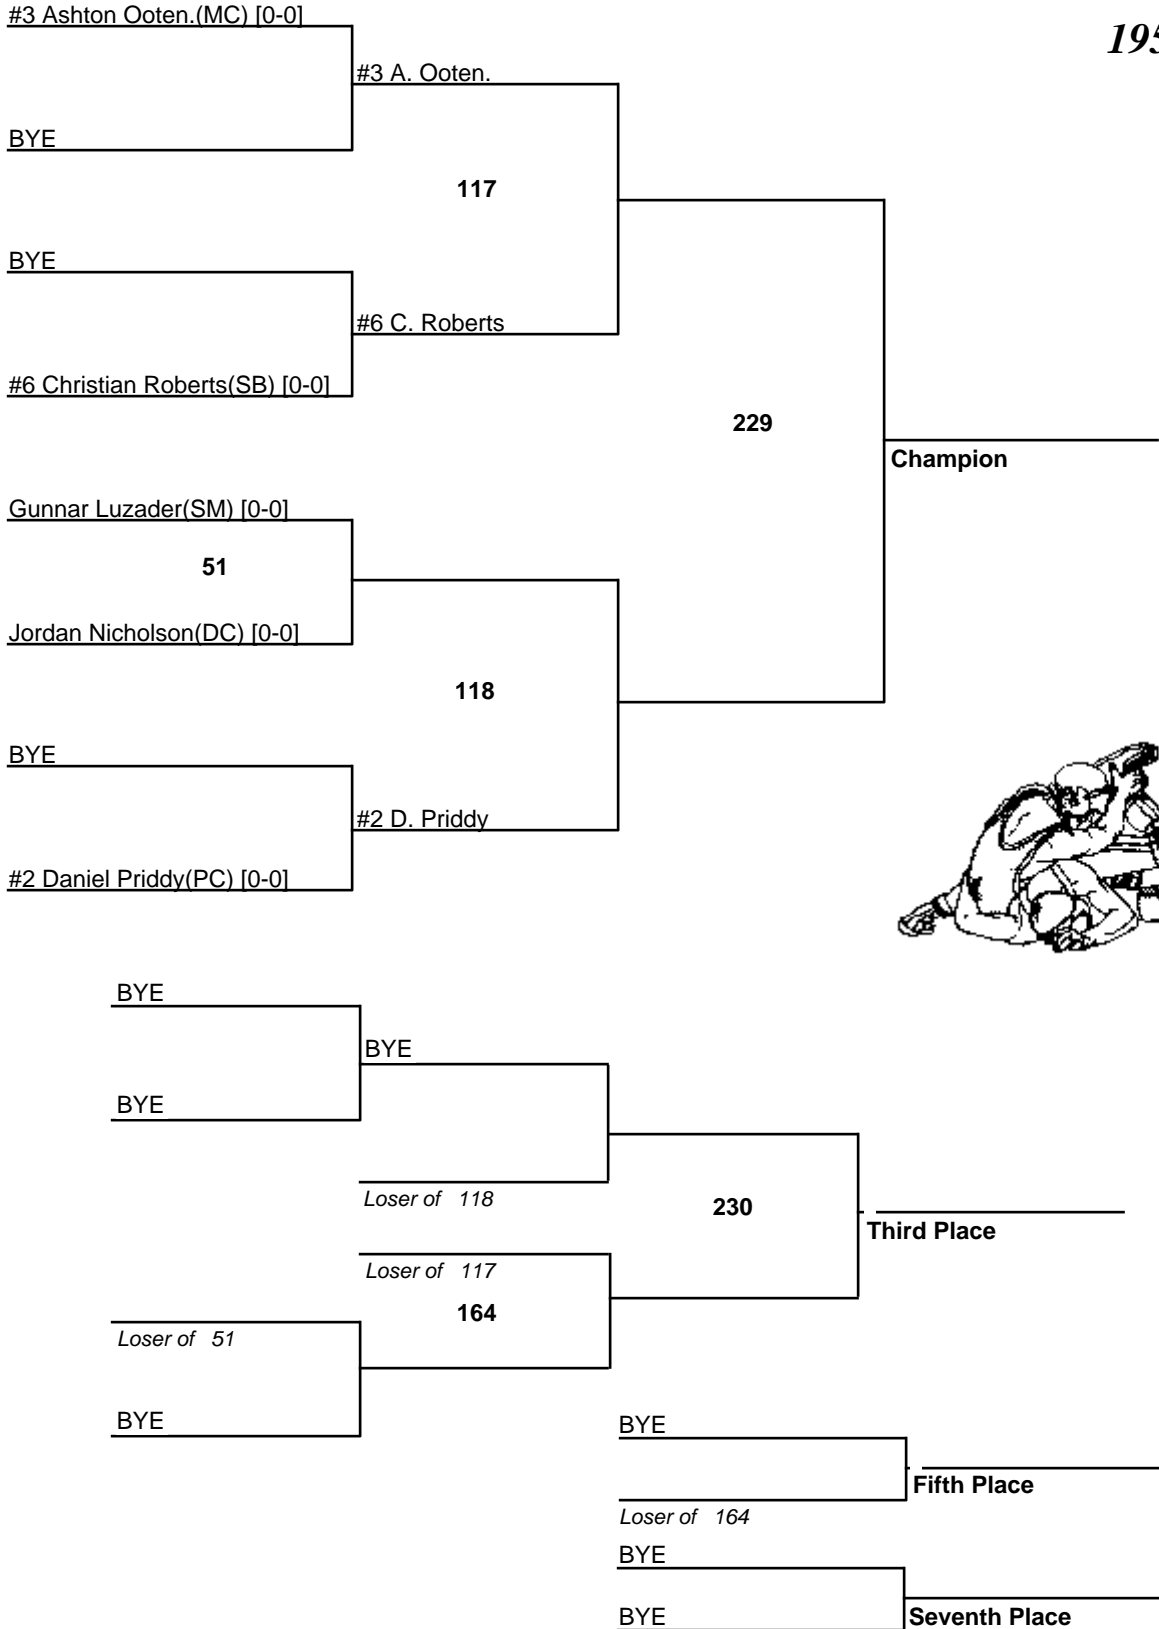 #3 Ashton Ooten.(MC) [0-0]
195
#3 A. Ooten.
BYE
117
BYE
#6 C. Roberts
#6 Christian Roberts(SB) [0-0]
229
Champion
Gunnar Luzader(SM) [0-0]
51
Jordan Nicholson(DC) [0-0]
118
BYE
#2 D. Priddy
#2 Daniel Priddy(PC) [0-0]
BYE
BYE
BYE
Loser of 118
230
Third Place
Loser of 117
164
Loser of 51
BYE
BYE
Fifth Place
Loser of 164
BYE
BYE
Seventh Place